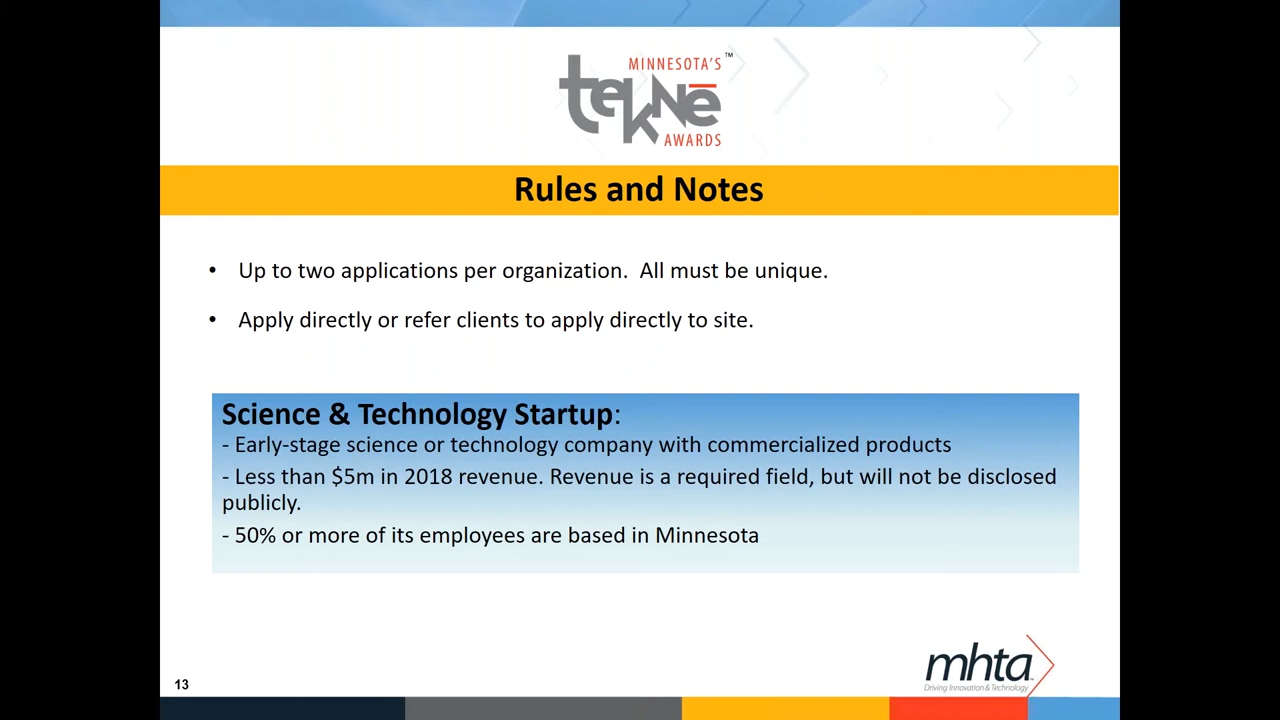 MINNESOTA'S™
teknē
AWARDS
Rules and Notes
• Up to two applications per organization.  All must be unique.
• Apply directly or refer clients to apply directly to site.
Science & Technology Startup:
- Early-stage science or technology company with commercialized products
- Less than $5m in 2018 revenue. Revenue is a required field, but will not be disclosed
publicly.
- 50% or more of its employees are based in Minnesota
mhta
Driving Innovation & Technology
13